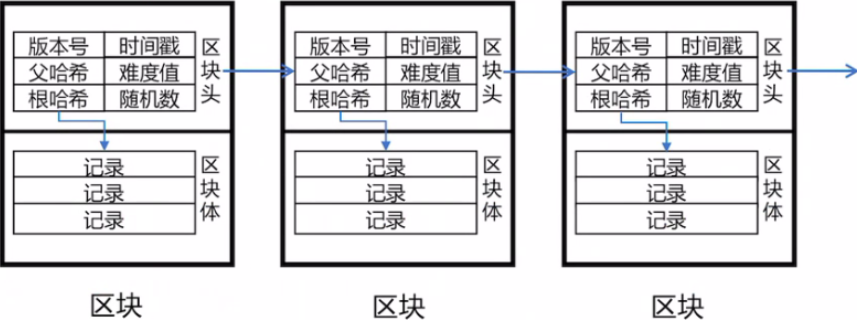 版本号 时间戳 区块头
父哈希 难度值
根哈希 随机数
记录 区块体
记录
记录
区块
版本号 时间戳 区块头
父哈希 难度值
根哈希 随机数
记录 区块体
记录
记录
区块
版本号 时间戳 区块头
父哈希 难度值
根哈希 随机数
记录 区块体
记录
记录
区块